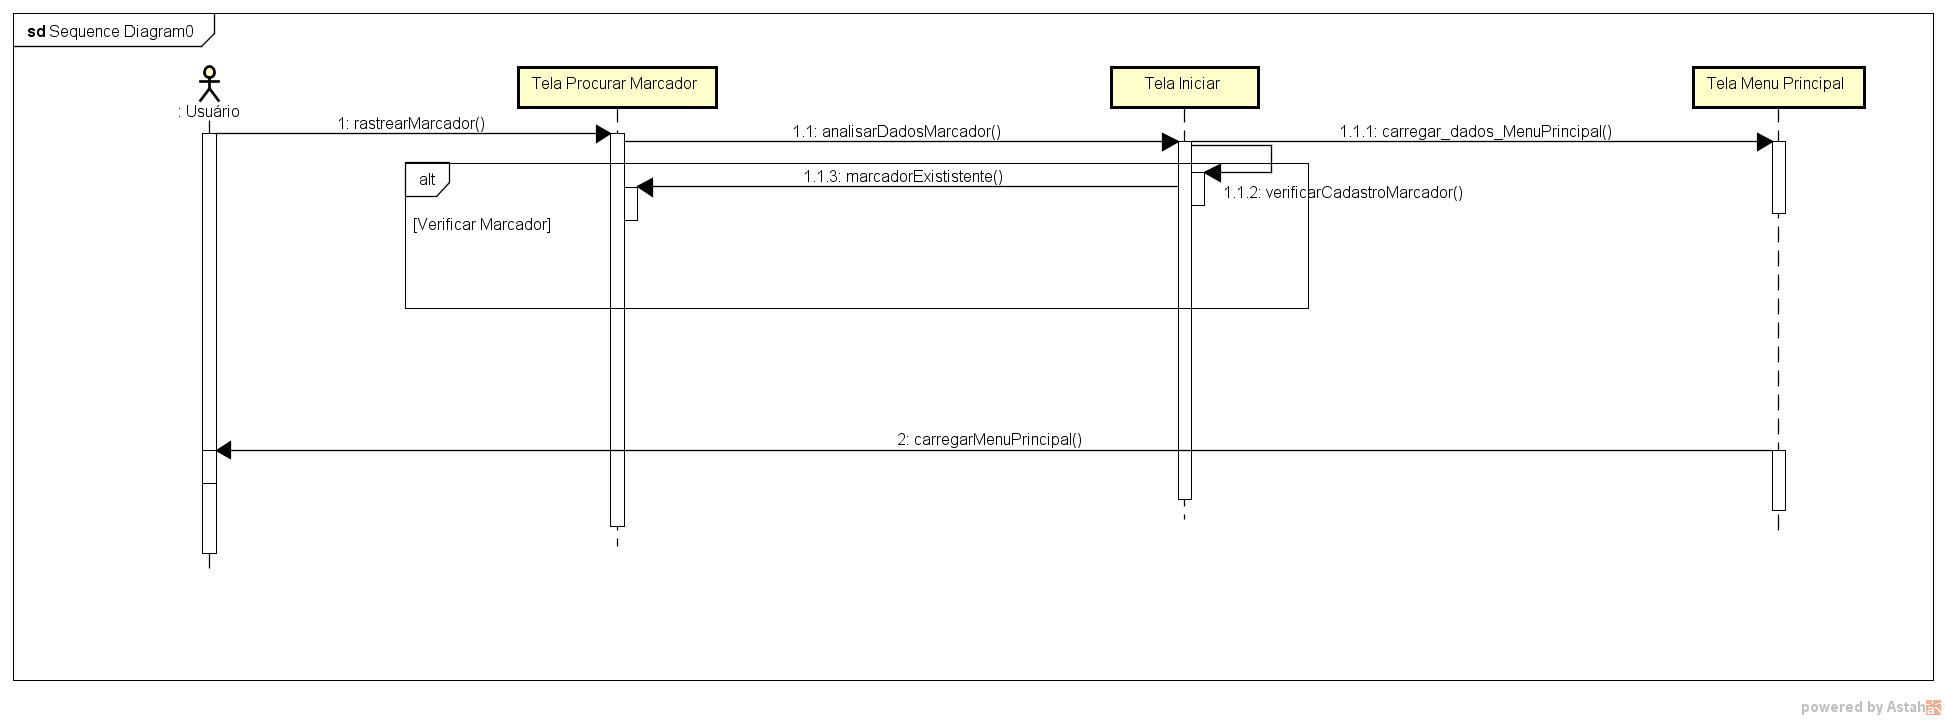 sd Sequence Diagram0
: Usuário
Tela Procurar Marcador
Tela Iniciar
Tela Menu Principal
1: rastrearMarcador()
1.1: analisarDadosMarcador()
1.1.1: carregar_dados_MenuPrincipal()
alt
1.1.3: marcadorExististente()
1.1.2: verificarCadastroMarcador()
[Verificar Marcador]
2: carregarMenuPrincipal()
powered by Astah